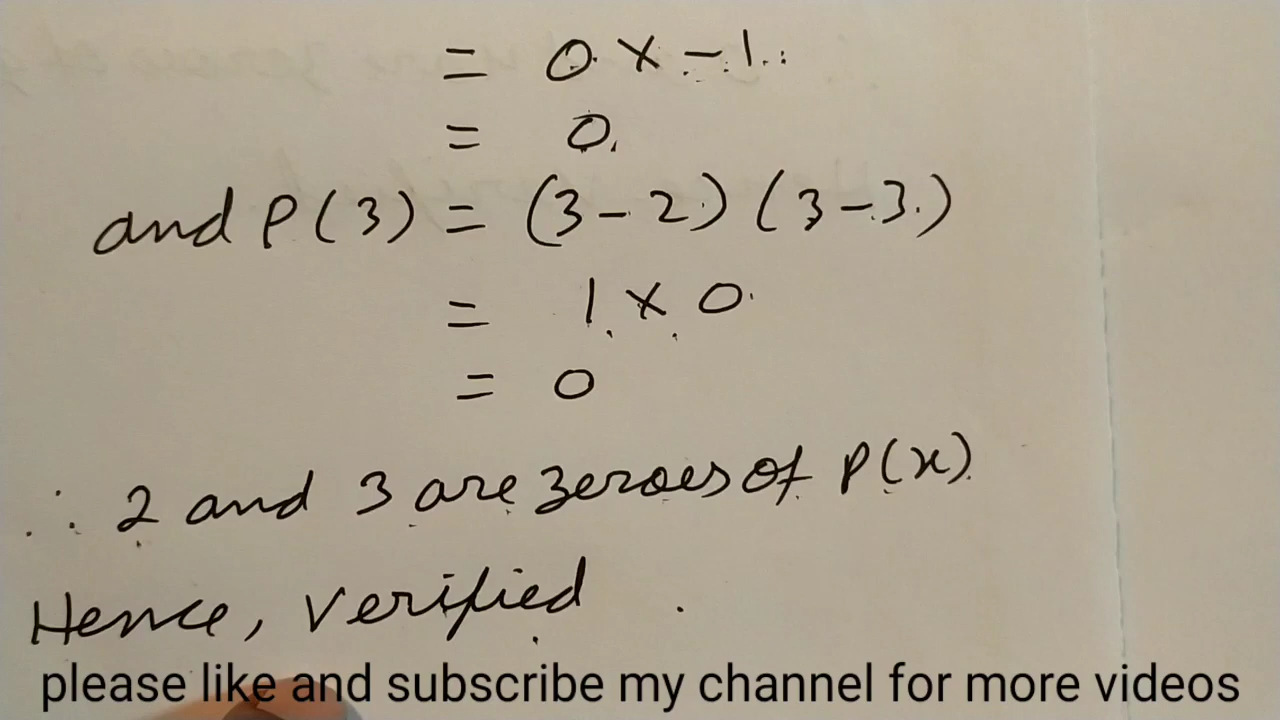 = 0 × -1
= 0
and P(3) = (3-2)(3-3)
= 1 × 0
= 0
∴ 2 and 3 are zeroes of P(x)
Hence, Verified
please like and subscribe my channel for more videos